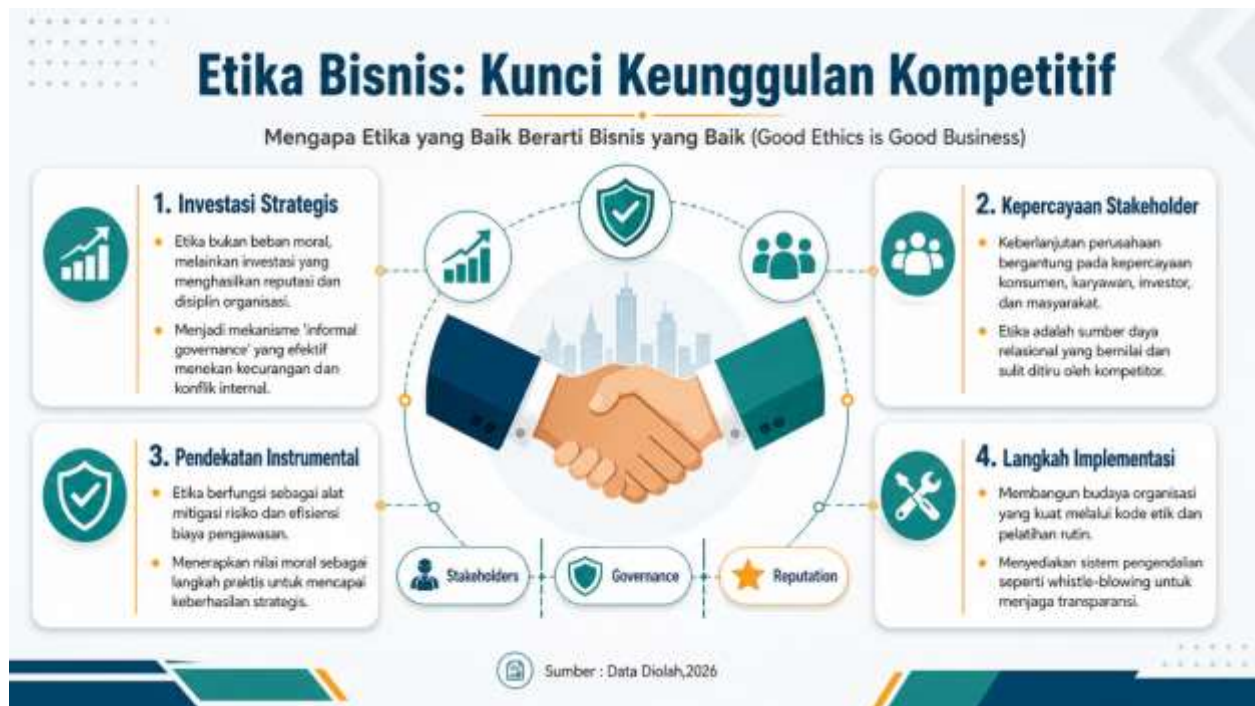 Etika Bisnis: Kunci Keunggulan Kompetitif
Mengapa Etika yang Baik Berarti Bisnis yang Baik (Good Ethics is Good Business)
1. Investasi Strategis
Etika bukan beban moral,
melainkan investasi yang
menghasilkan reputasi dan
disiplin organisasi.
Menjadi mekanisme 'informal
governance' yang efektif
menekan kecurangan dan
konflik internal.
2. Kepercayaan Stakeholder
Keberlanjutan perusahaan
bergantung pada kepercayaan
konsumen, karyawan, investor,
dan masyarakat.
Etika adalah sumber daya
relasional yang bernilai dan
sulit ditiru oleh kompetitor.
3. Pendekatan Instrumental
Etika berfungsi sebagai alat
mitigasi risiko dan efisiensi
biaya pengawasan.
Menerapkan nilai moral sebagai
langkah praktis untuk mencapai
keberhasilan strategis.
4. Langkah Implementasi
Membangun budaya organisasi
yang kuat melalui kode etik dan
pelatihan rutin.
Menyediakan sistem pengendalian
seperti whistle-blowing untuk
menjaga transparansi.
Stakeholders
Governance
Reputation
Sumber : Data Diolah,2026